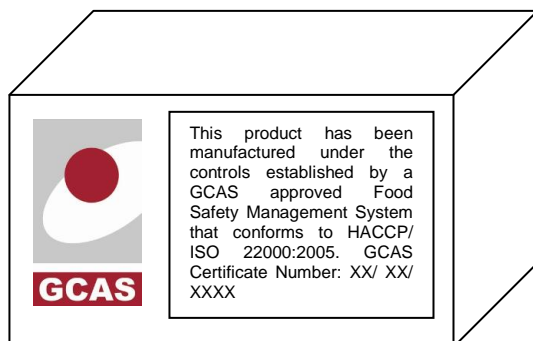 This product has been
manufactured under the
controls established by a
GCAS approved Food
Safety Management System
that conforms to HACCP/
ISO 22000:2005. GCAS
Certificate Number: XX/ XX/
XXXX
GCAS